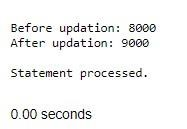 Before updation: 8000
After updation: 9000
Statement processed.
0.00 seconds